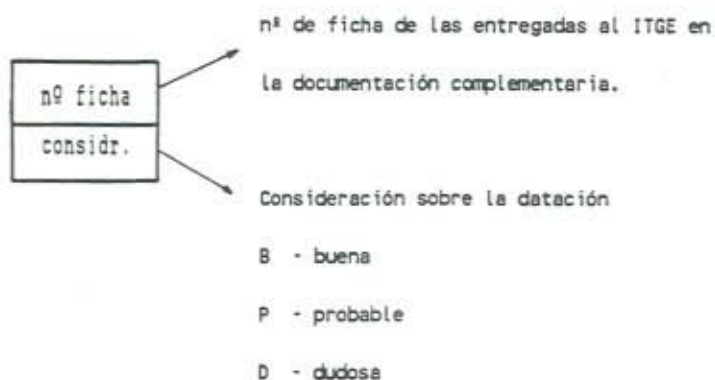 nº de ficha de las entregadas al ITGE en
la documentación complementaria.
nº ficha
considr.
Consideración sobre la datación
B - buena
P - probable
D - dudosa